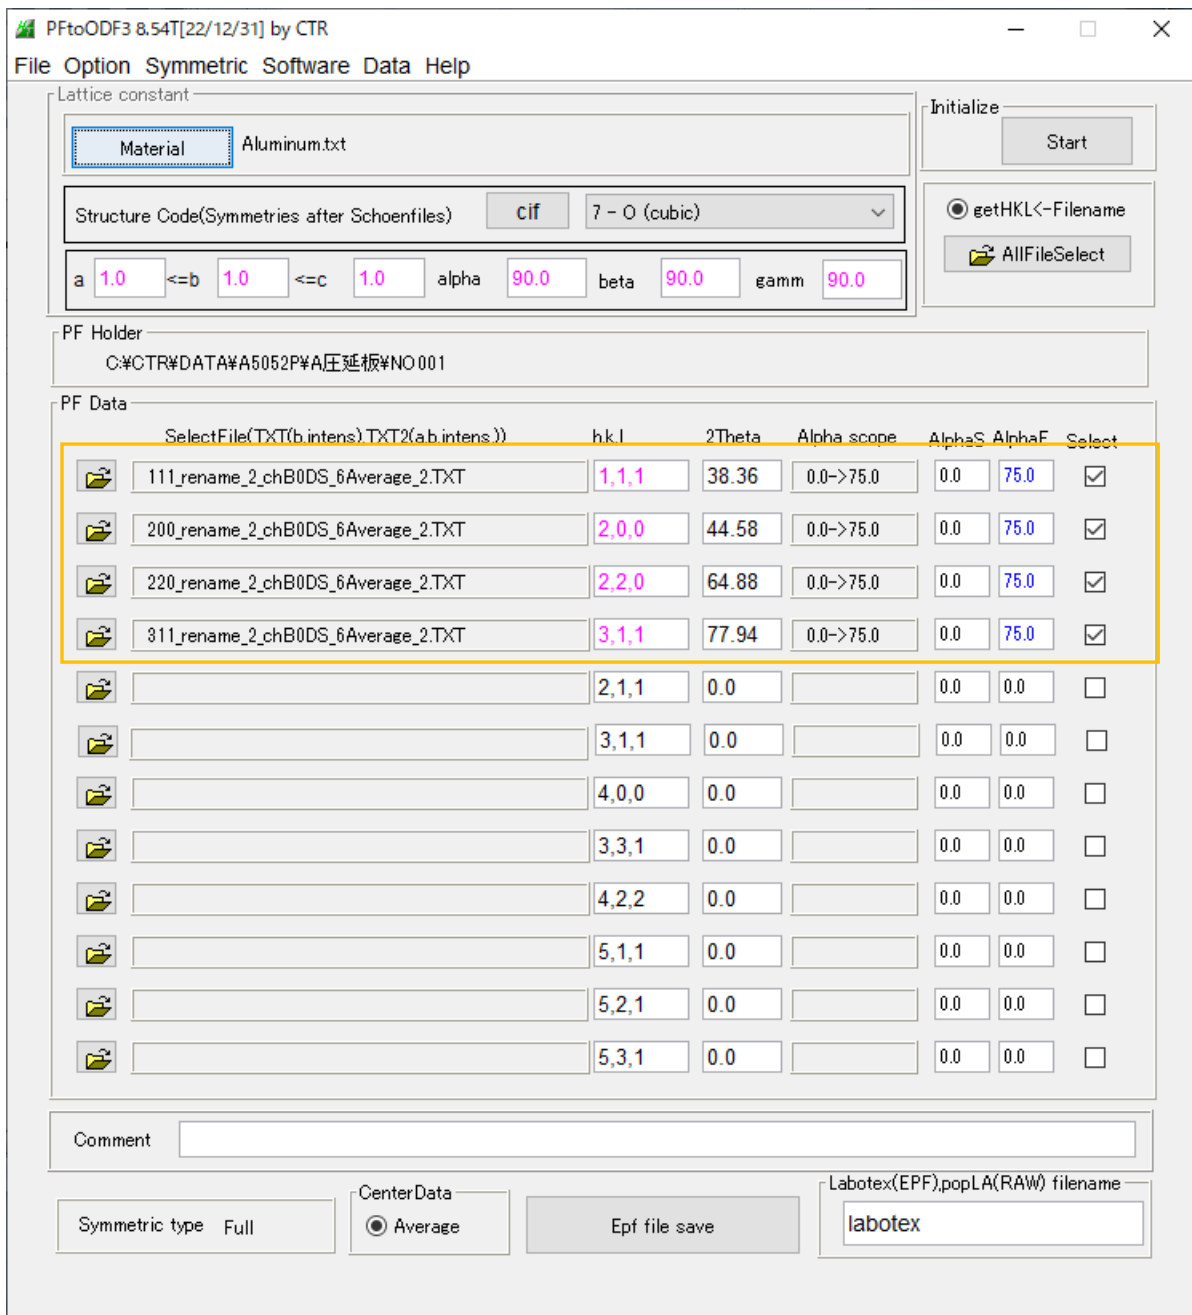 PFtoODF3 8.54T[22/12/31] by CTR
File Option Symmetric Software Data Help
Lattice constant
Material Aluminum.txt
Initialize
Start
Structure Code(Symmetries after Schoenfiles) cif 7 - O (cubic)
getHKL<-Filename
AllFileSelect
a 1.0 <=b 1.0 <=c 1.0 alpha 90.0 beta 90.0 gamm 90.0
PF Holder
C:¥CTR¥DATA¥A5052P¥A圧延板¥NO001
PF Data
SelectFile(TXT(b,intens),TXT2(a,b,intens,)) h,k,l 2Theta Alpha scope AlphaS AlphaE Select
111_rename_2_chB0DS_6Average_2.TXT 1,1,1 38.36 0.0->75.0 0.0 75.0
200_rename_2_chB0DS_6Average_2.TXT 2,0,0 44.58 0.0->75.0 0.0 75.0
220_rename_2_chB0DS_6Average_2.TXT 2,2,0 64.88 0.0->75.0 0.0 75.0
311_rename_2_chB0DS_6Average_2.TXT 3,1,1 77.94 0.0->75.0 0.0 75.0
2,1,1 0.0 0.0 0.0
3,1,1 0.0 0.0 0.0
4,0,0 0.0 0.0 0.0
3,3,1 0.0 0.0 0.0
4,2,2 0.0 0.0 0.0
5,1,1 0.0 0.0 0.0
5,2,1 0.0 0.0 0.0
5,3,1 0.0 0.0 0.0
Comment
Symmetric type Full
CenterData
Average
Epf file save
Labotex(EPF),popLA(RAW) filename
labotex